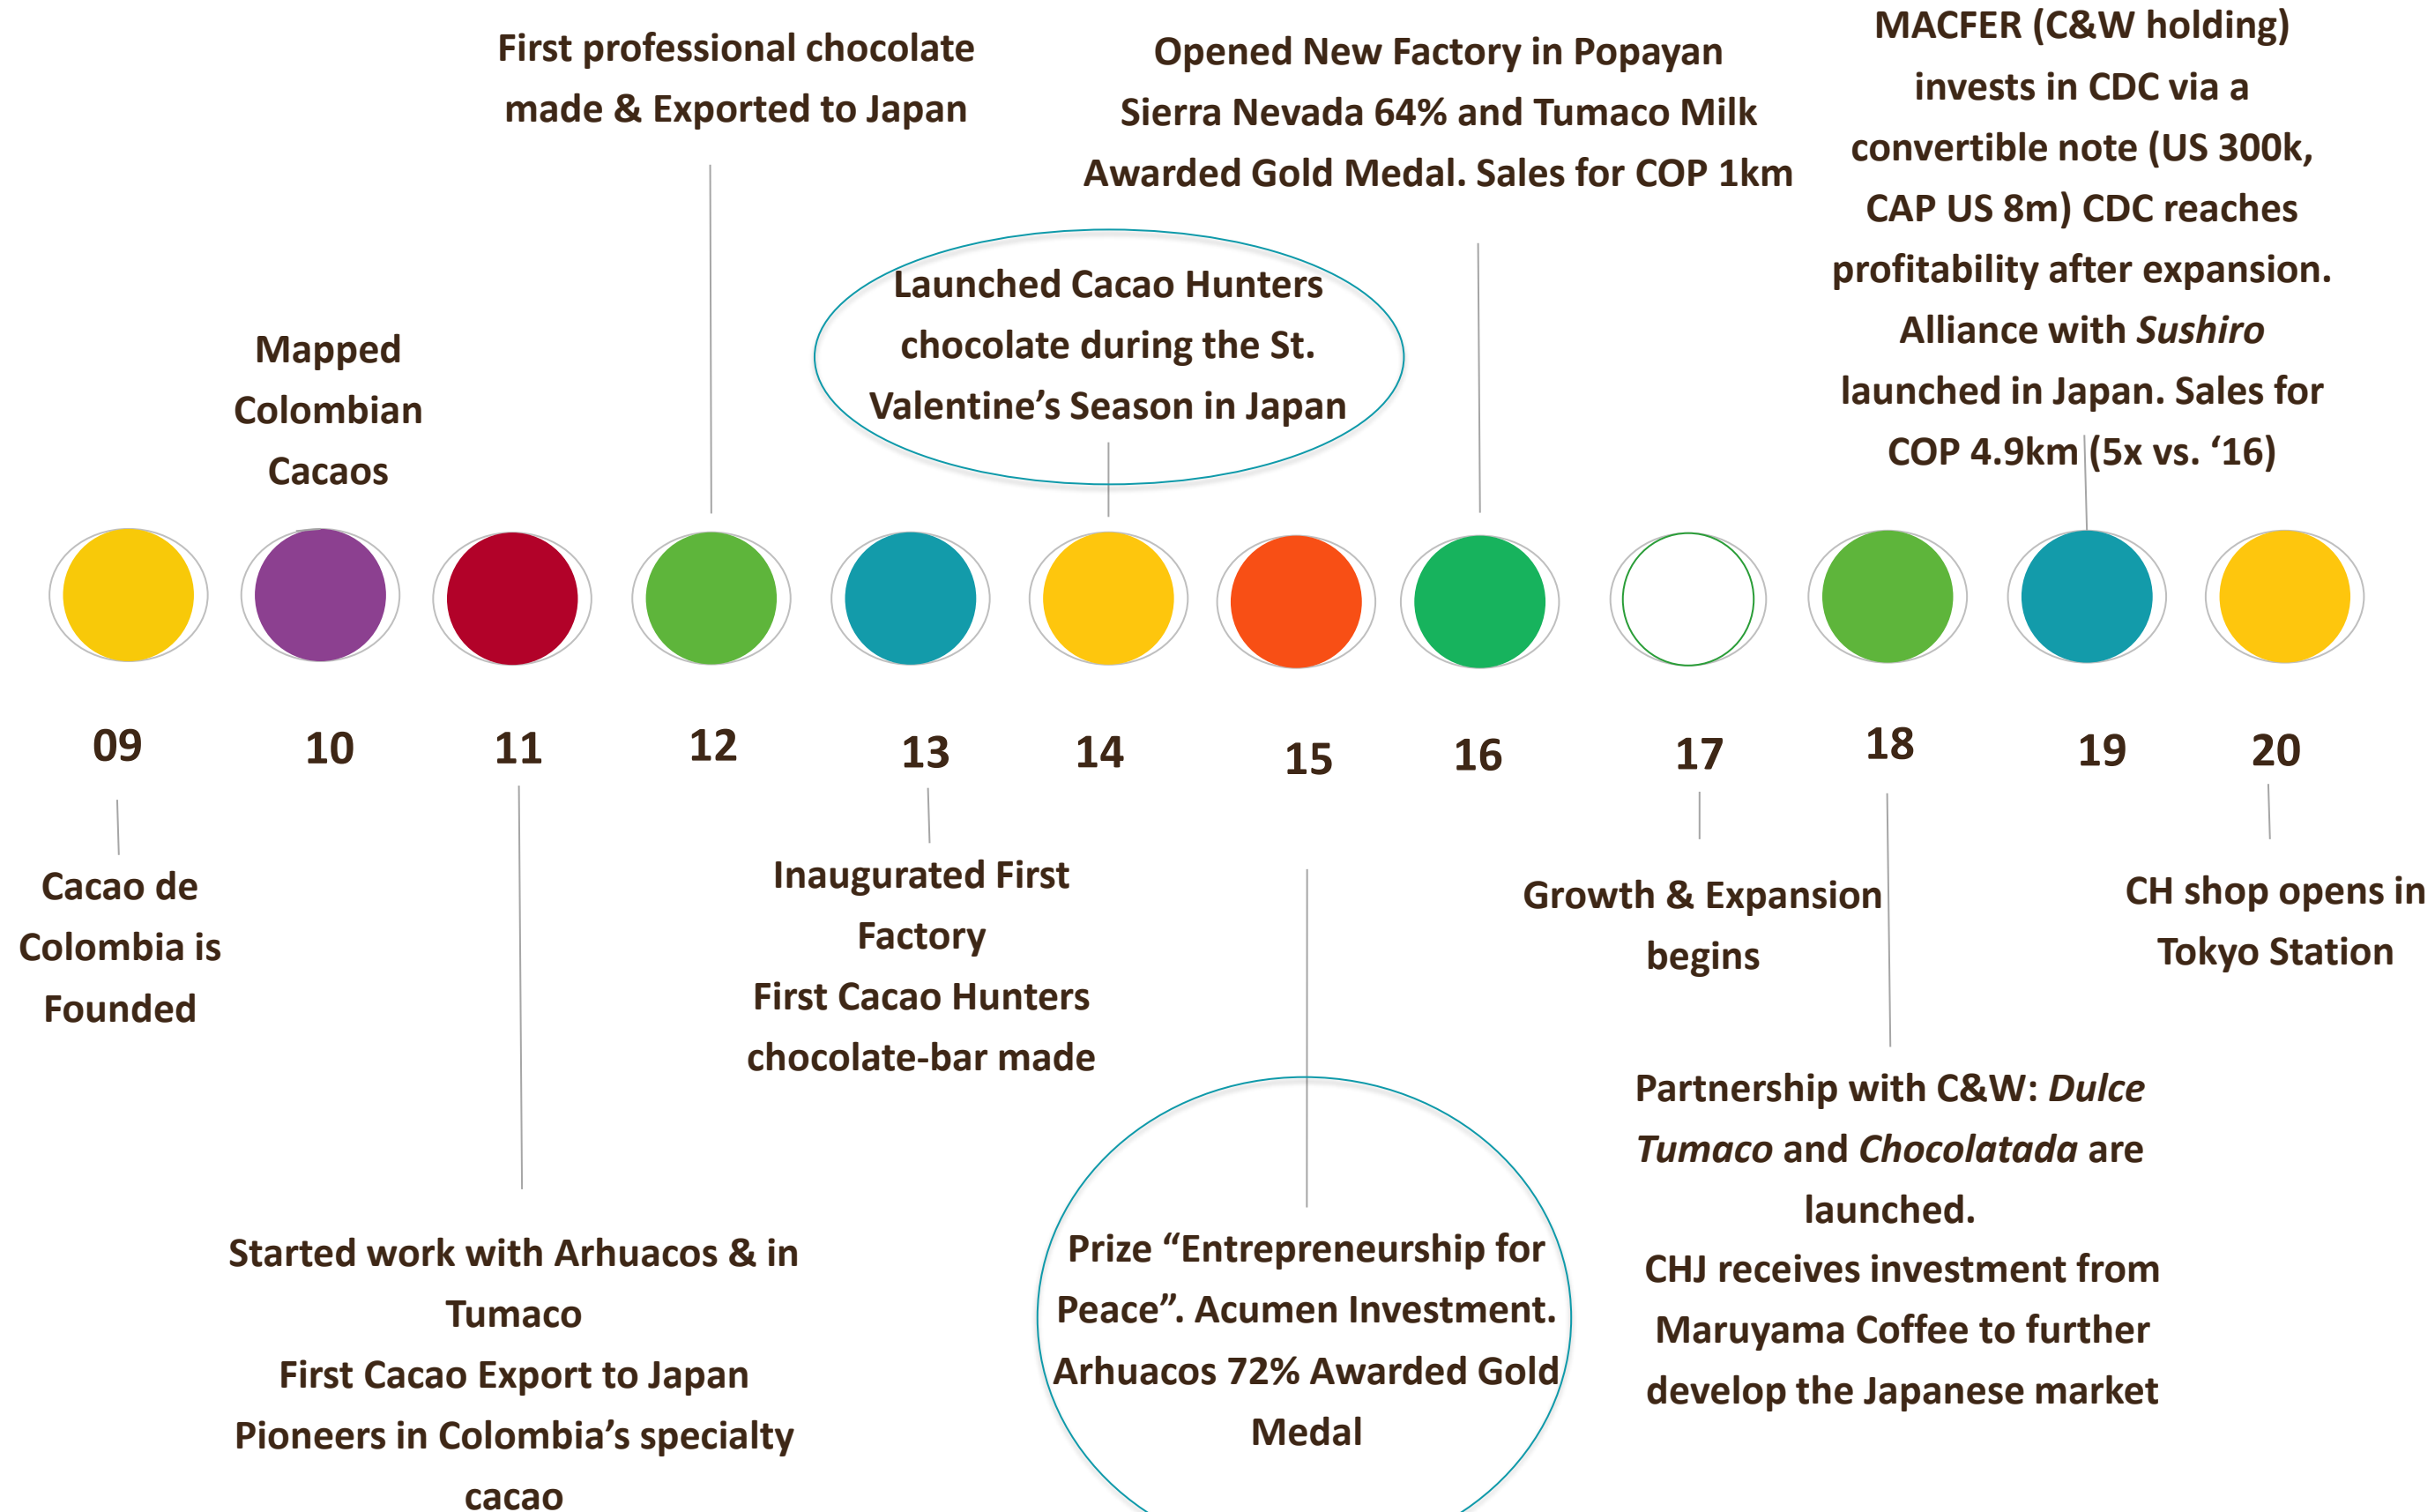 First professional chocolate
made & Exported to Japan
Opened New Factory in Popayan
Sierra Nevada 64% and Tumaco Milk
Awarded Gold Medal. Sales for COP 1km
MACFER (C&W holding)
invests in CDC via a
convertible note (US 300k,
CAP US 8m) CDC reaches
profitability after expansion.
Alliance with Sushiro
launched in Japan. Sales for
COP 4.9km (5x vs. ‘16)
Mapped
Colombian
Cacaos
Launched Cacao Hunters
chocolate during the St.
Valentine’s Season in Japan
09
10
11
12
13
14
15
16
17
18
19
20
Cacao de
Colombia is
Founded
Started work with Arhuacos & in
Tumaco
First Cacao Export to Japan
Pioneers in Colombia’s specialty
cacao
Inaugurated First
Factory
First Cacao Hunters
chocolate-bar made
Prize “Entrepreneurship for
Peace”. Acumen Investment.
Arhuacos 72% Awarded Gold
Medal
Growth & Expansion
begins
Partnership with C&W: Dulce
Tumaco and Chocolatada are
launched.
CHJ receives investment from
Maruyama Coffee to further
develop the Japanese market
CH shop opens in
Tokyo Station